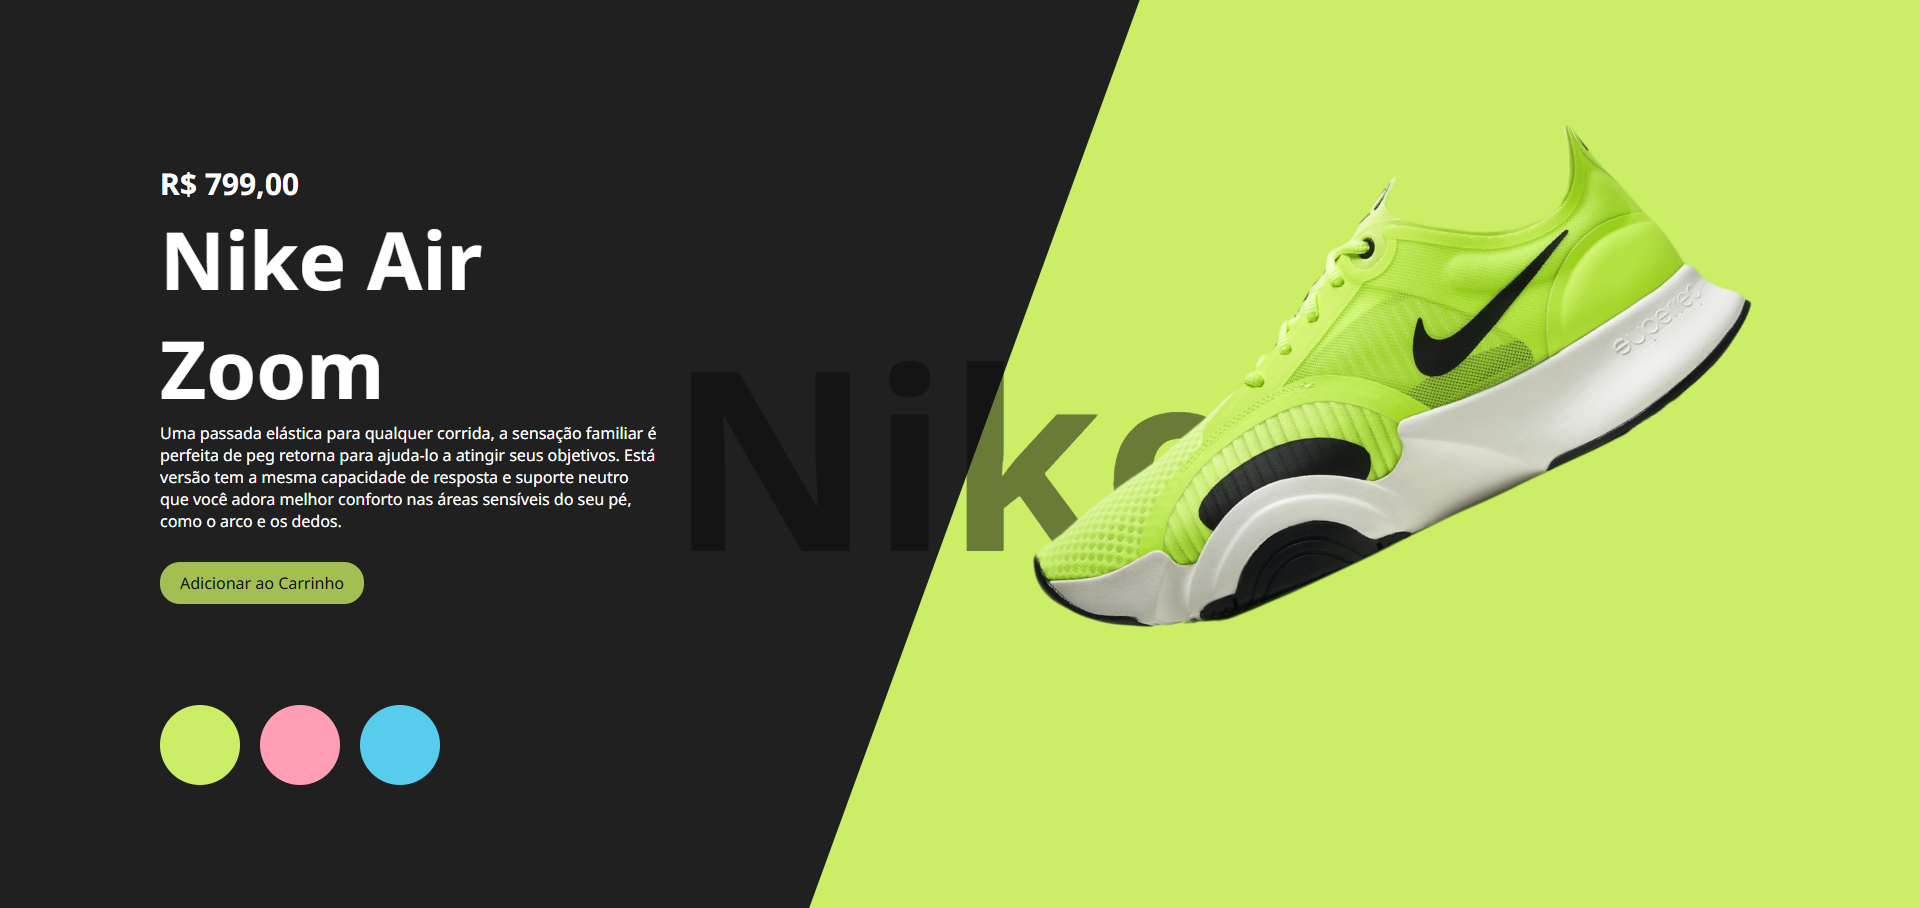 R$ 799,00
Nike Air
Zoom
Uma passada elástica para qualquer corrida, a sensação familiar é
perfeita de peg retorna para ajuda-lo a atingir seus objetivos. Está
versão tem a mesma capacidade de resposta e suporte neutro
que você adora melhor conforto nas áreas sensíveis do seu pé,
como o arco e os dedos.
Adicionar ao Carrinho
Nike
superrep